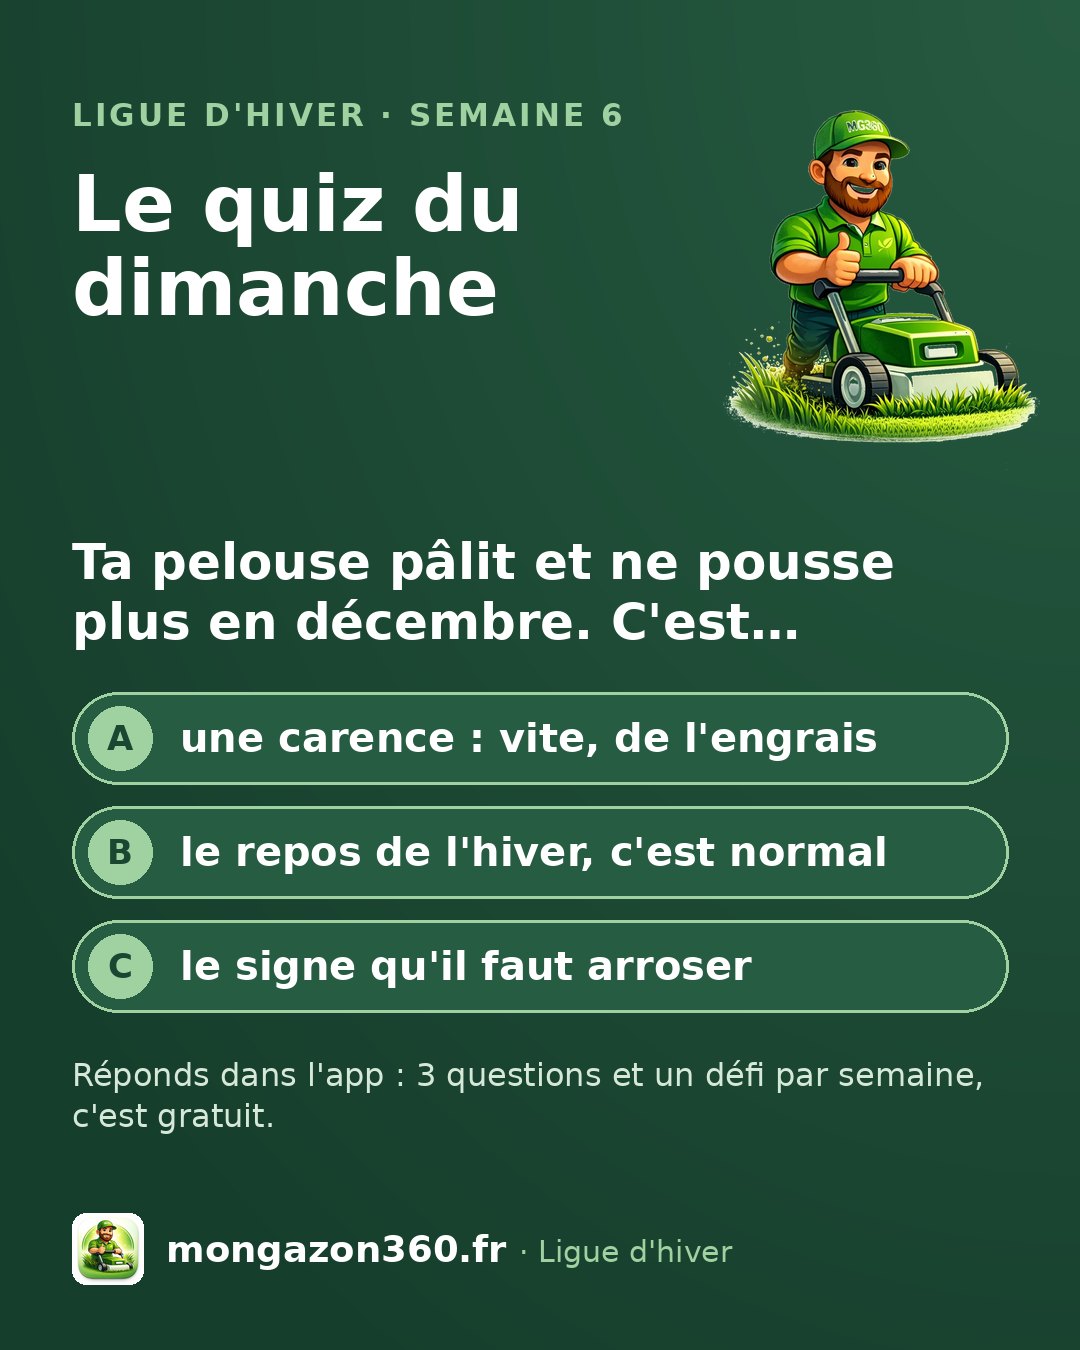 LIGUE D'HIVER · SEMAINE 6
Le quiz du
dimanche
MG360
Ta pelouse pâlit et ne pousse
plus en décembre. C'est…
A une carence : vite, de l'engrais
B le repos de l'hiver, c'est normal
C le signe qu'il faut arroser
Réponds dans l'app : 3 questions et un défi par semaine,
c'est gratuit.
mongazon360.fr · Ligue d'hiver